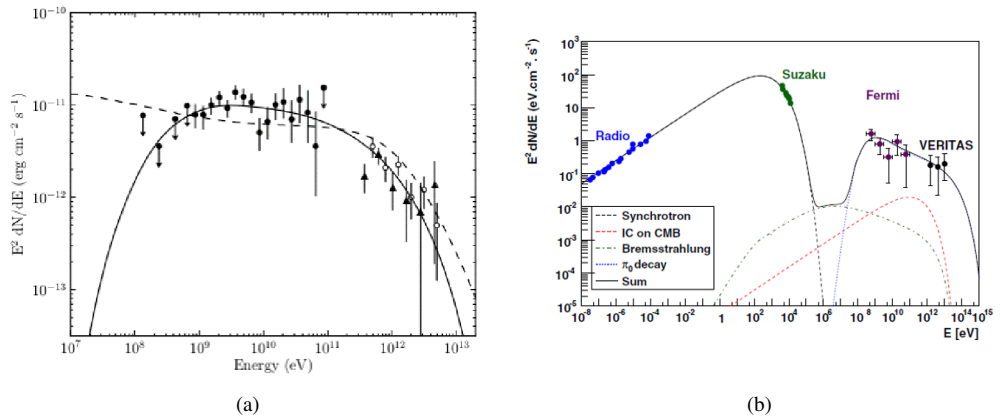 10^-10
10^-11
10^-12
10^-13
E^2 dN/dE (erg cm^-2 s^-1)
10^7 10^8 10^9 10^10 10^11 10^12 10^13
Energy (eV)
(a)
E^2 dN/dE (eV.cm^-2. s^-1)
10^3
10^2
10
1
10^-1
10^-2
10^-3
10^-4
10^-5
Suzaku
Fermi
Radio
VERITAS
Synchrotron
IC on CMB
Bremsstrahlung
π0 decay
Sum
10^-8 10^-6 10^-4 10^-2 1 10^2 10^4 10^6 10^8 10^10 10^12 10^14 10^15
E [eV]
(b)